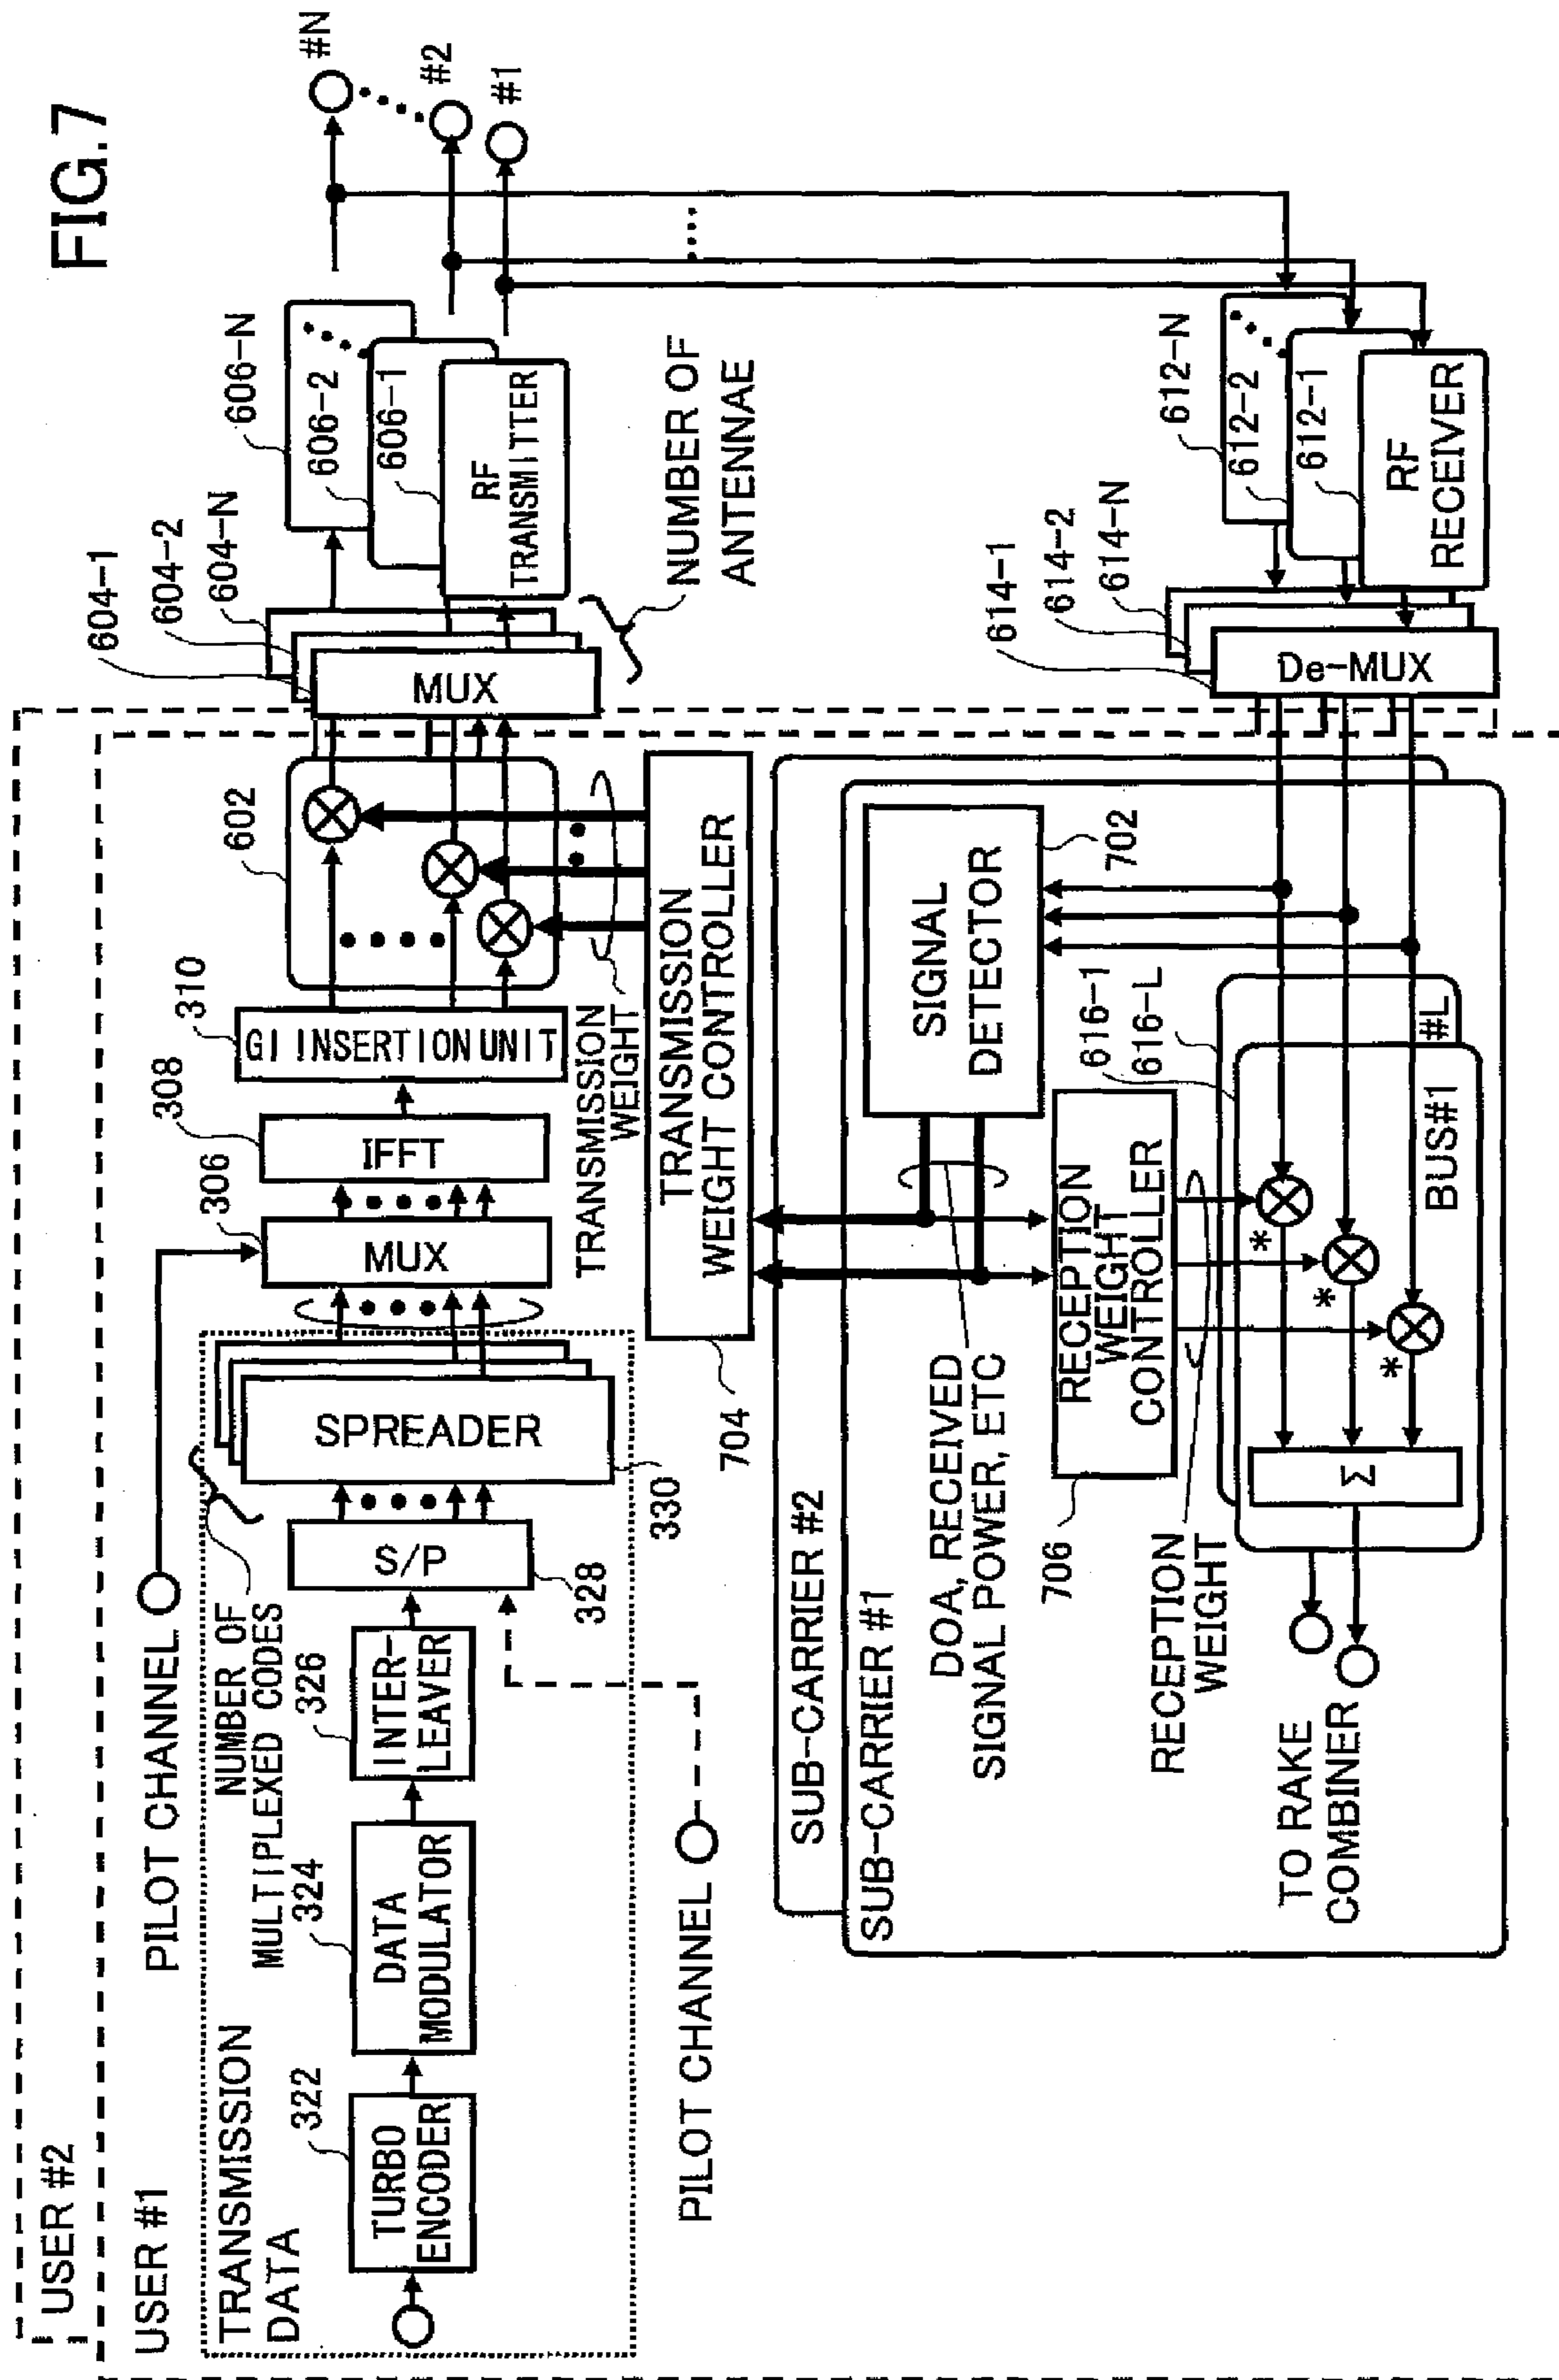 FIG.7
USER #2
USER #1
PILOT CHANNEL
TRANSMISSION
DATA
322
TURBO
ENCODER
324
DATA
MODULATOR
326
INTER-
LEAVER
NUMBER OF
MULTIPLEXED CODES
S/P
328
SPREADER
330
PILOT CHANNEL
306
MUX
308
IFFT
310
GI INSERTION UNIT
602
TRANSMISSION
WEIGHT
704
TRANSMISSION
WEIGHT CONTROLLER
604-1
604-2
604-N
MUX
606-N
606-2
606-1
RF
TRANSMITTER
NUMBER OF
ANTENNAE
#N
#2
#1
SUB-CARRIER #2
SUB-CARRIER #1
SIGNAL
DETECTOR
702
DOA, RECEIVED
SIGNAL POWER, ETC
706
RECEPTION
WEIGHT
CONTROLLER
RECEPTION
WEIGHT
616-1
616-L
#L
BUS#1
*
*
*
Σ
TO RAKE
COMBINER
614-1
614-2
614-N
De-MUX
612-N
612-2
612-1
RF
RECEIVER